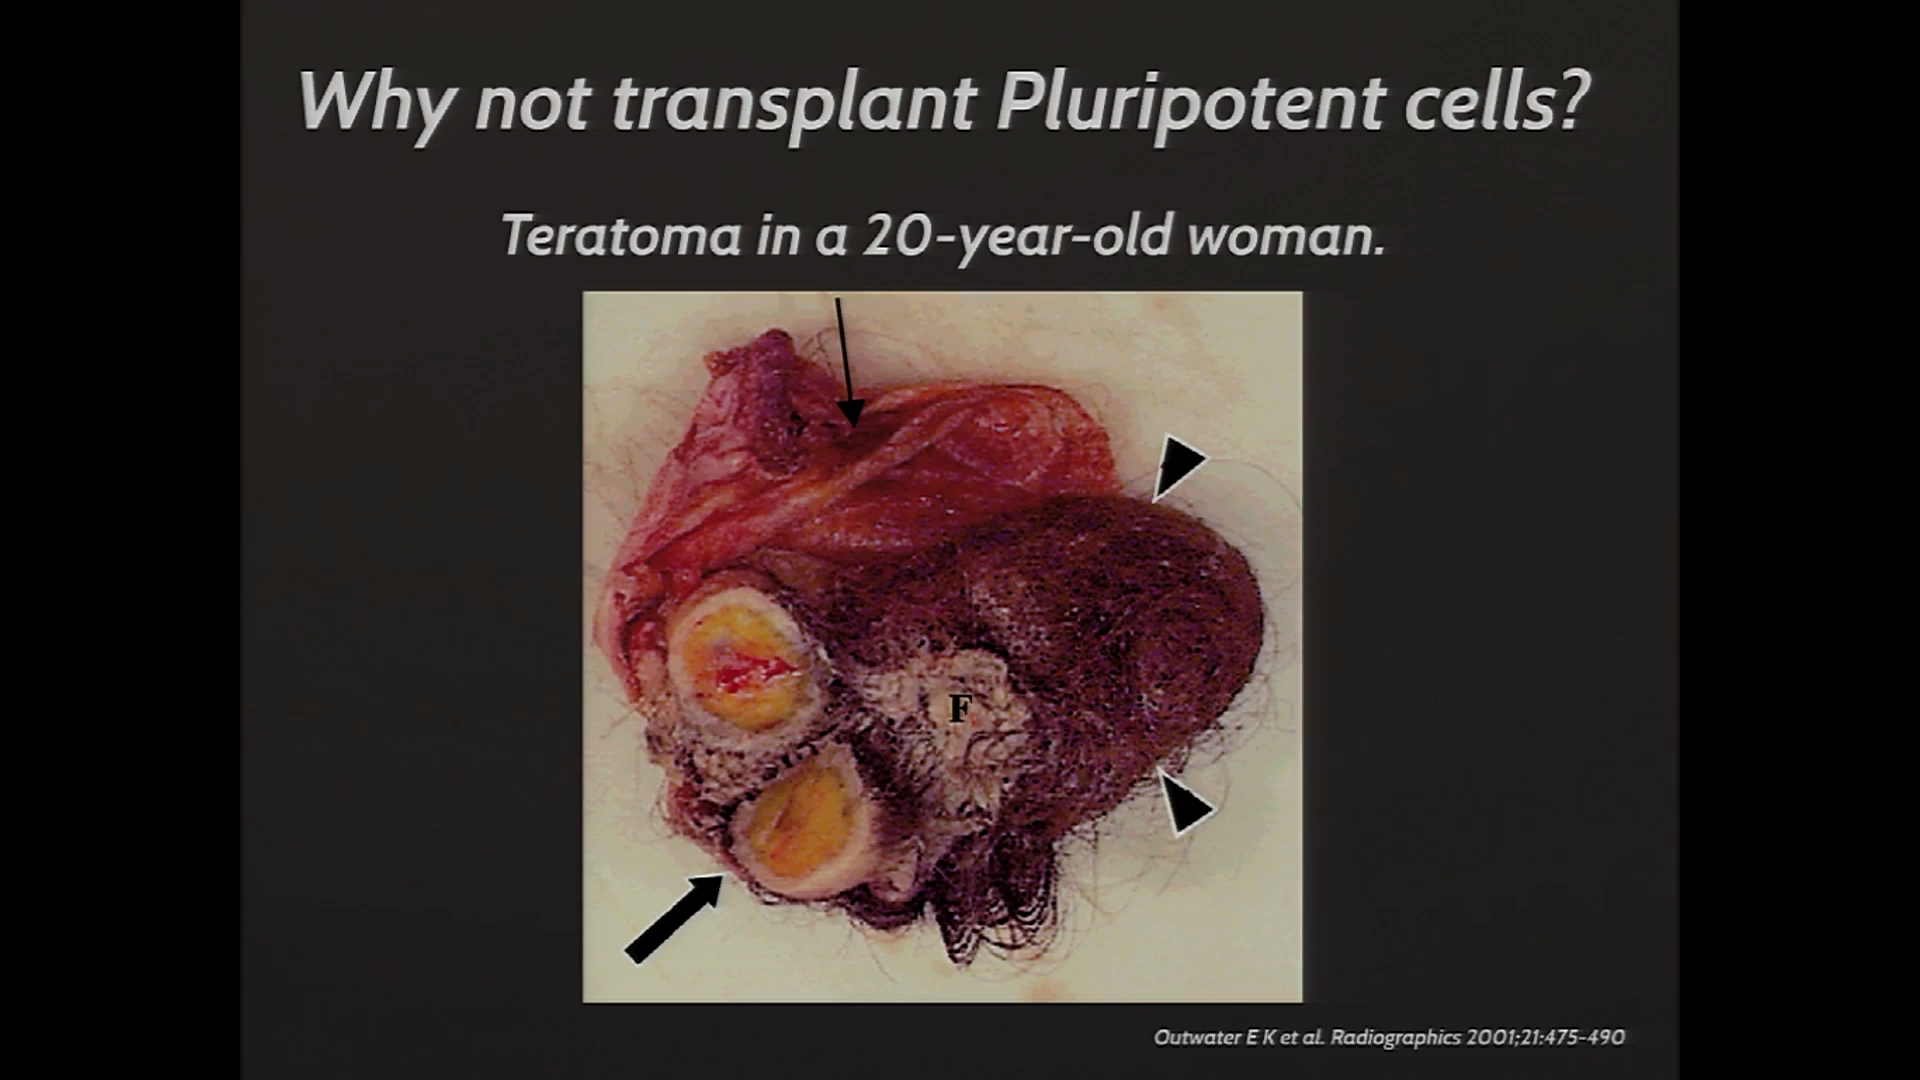 Why not transplant Pluripotent cells?
Teratoma in a 20-year-old woman.
F
Outwater E K et al. Radiographics 2001;21:475-490